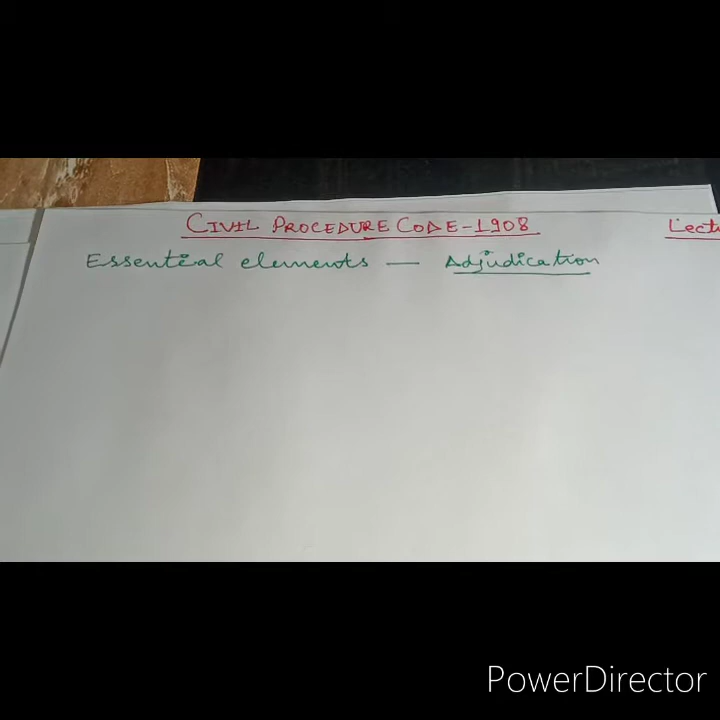 CIVIL PROCEDURE CODE-1908
Essential elements — Adjudication
PowerDirector